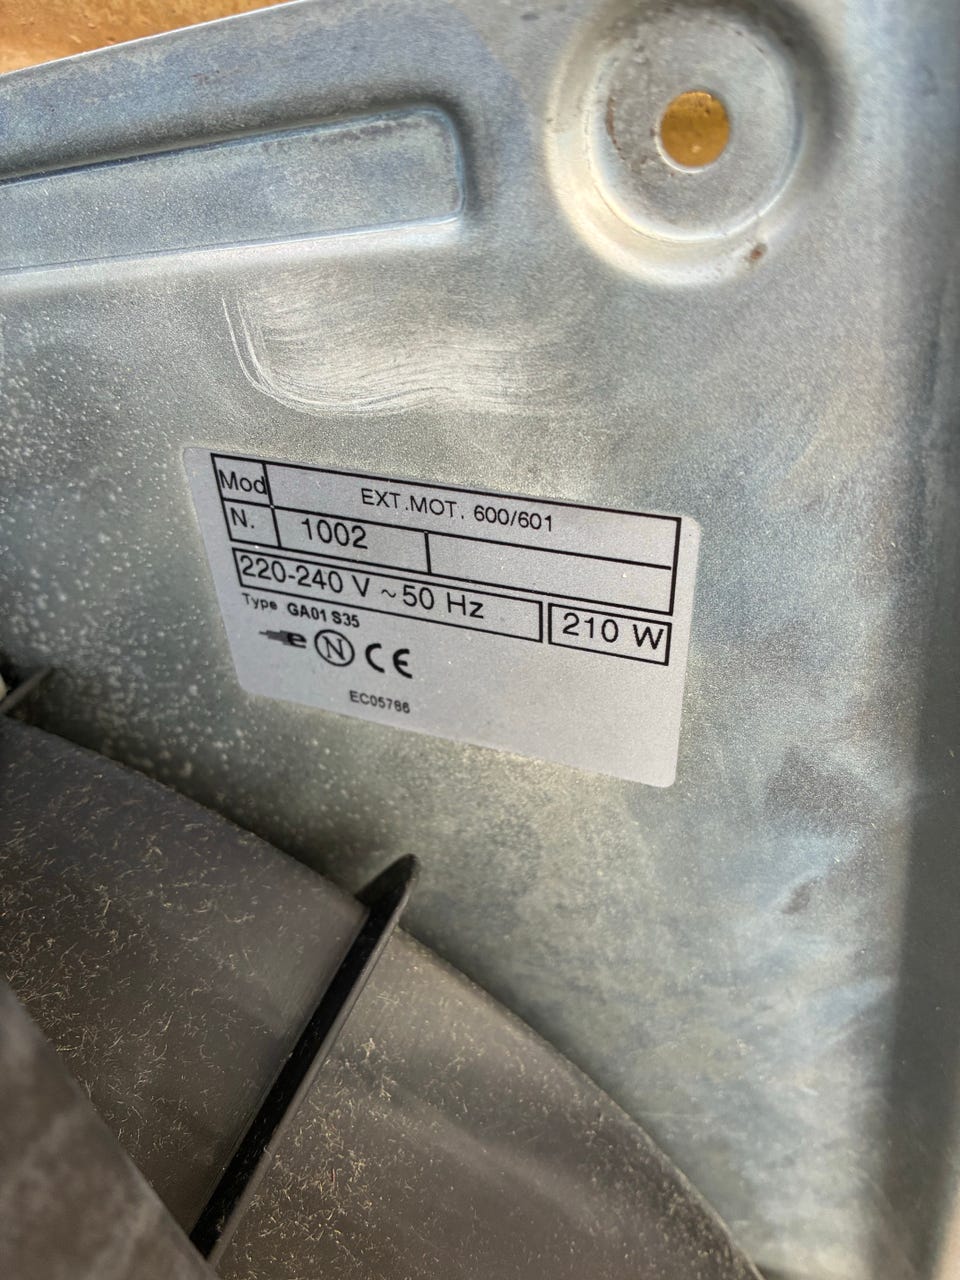 Mod EXT.MOT. 600/601
N. 1002
220-240 V ~ 50 Hz 210 W
Type GA01 S35
N CE
EC05786